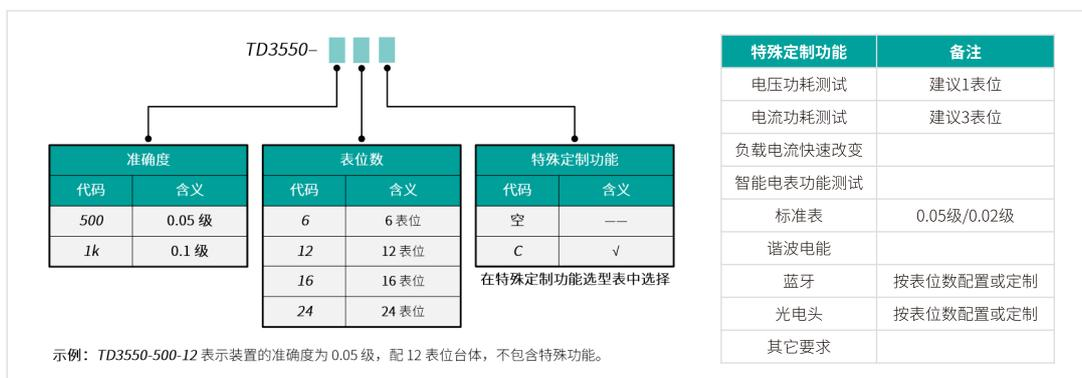 TD3550–
准确度
代码 含义
500 0.05 级
1k 0.1 级
表位数
代码 含义
6 6 表位
12 12 表位
16 16 表位
24 24 表位
特殊定制功能
代码 含义
空 ——
C √
在特殊定制功能选型表中选择
示例：TD3550-500-12 表示装置的准确度为 0.05 级，配 12 表位台体，不包含特殊功能。
特殊定制功能 备注
电压功耗测试 建议1表位
电流功耗测试 建议3表位
负载电流快速改变
智能电表功能测试
标准表 0.05级/0.02级
谐波电能
蓝牙 按表位数配置或定制
光电头 按表位数配置或定制
其它要求